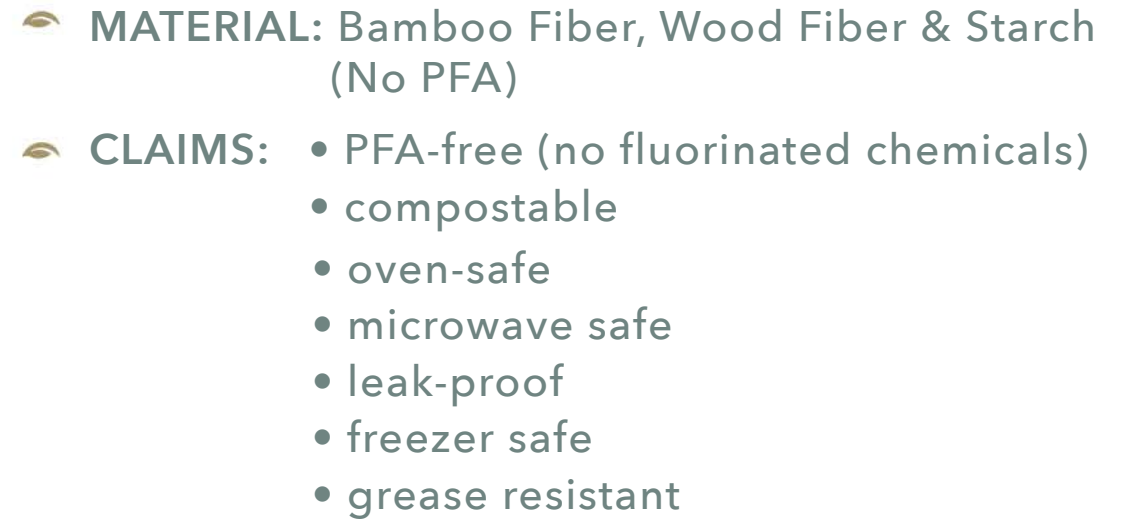 MATERIAL: Bamboo Fiber, Wood Fiber & Starch
(No PFA)
CLAIMS: • PFA-free (no fluorinated chemicals)
• compostable
• oven-safe
• microwave safe
• leak-proof
• freezer safe
• grease resistant